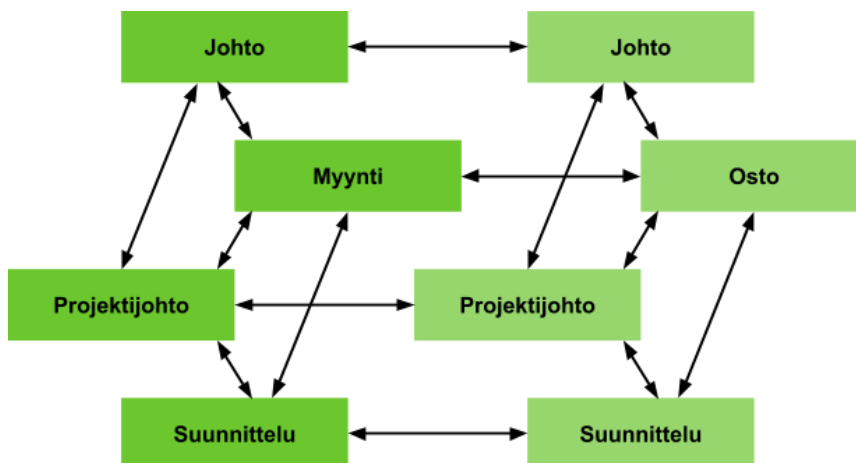 Johto
Johto
Myynti
Osto
Projektijohto
Projektijohto
Suunnittelu
Suunnittelu